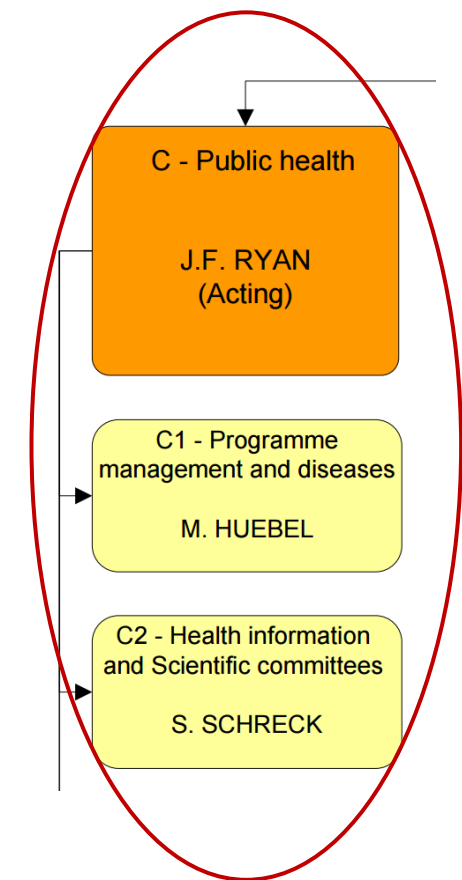 C - Public health
J.F. RYAN
(Acting)
C1 - Programme
management and diseases
M. HUEBEL
C2 - Health information
and Scientific committees
S. SCHRECK